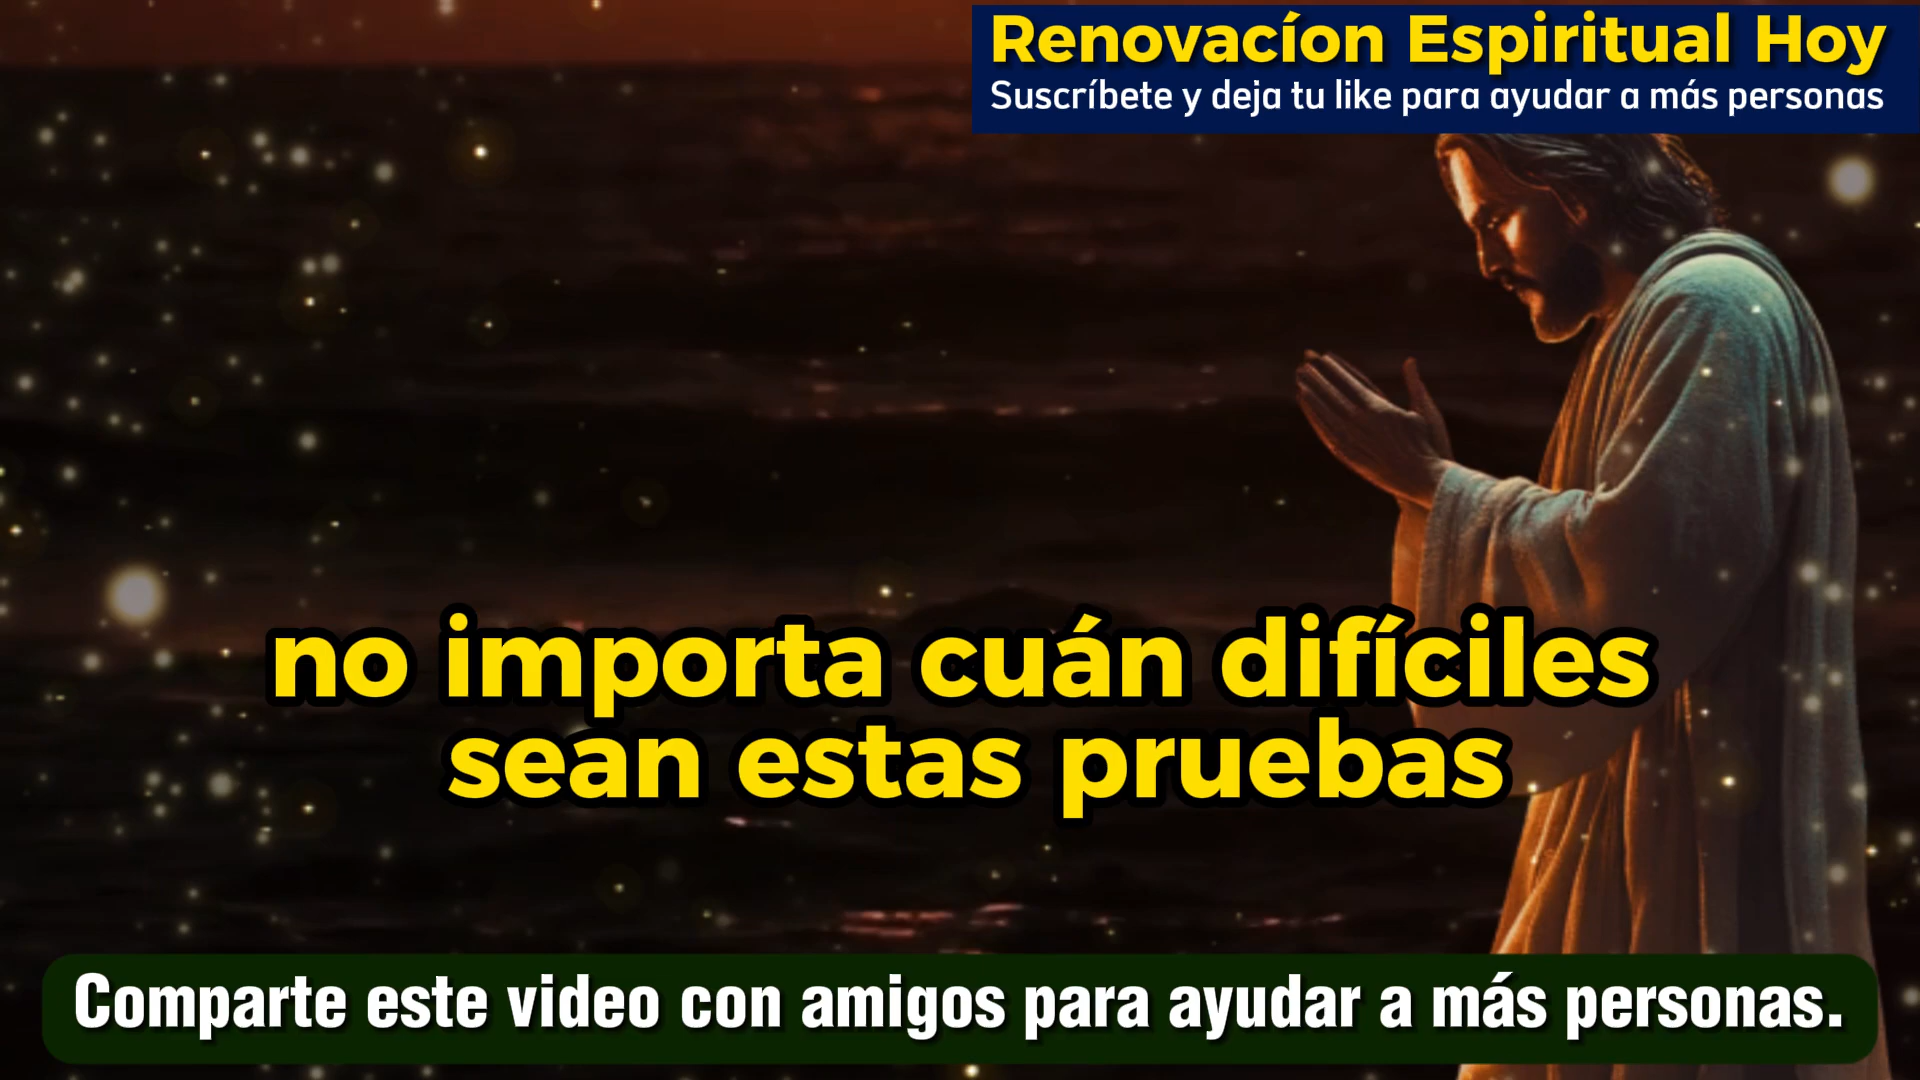 Renovacíon Espiritual Hoy
Suscríbete y deja tu like para ayudar a más personas
no importa cuán difíciles
sean estas pruebas
Comparte este video con amigos para ayudar a más personas.